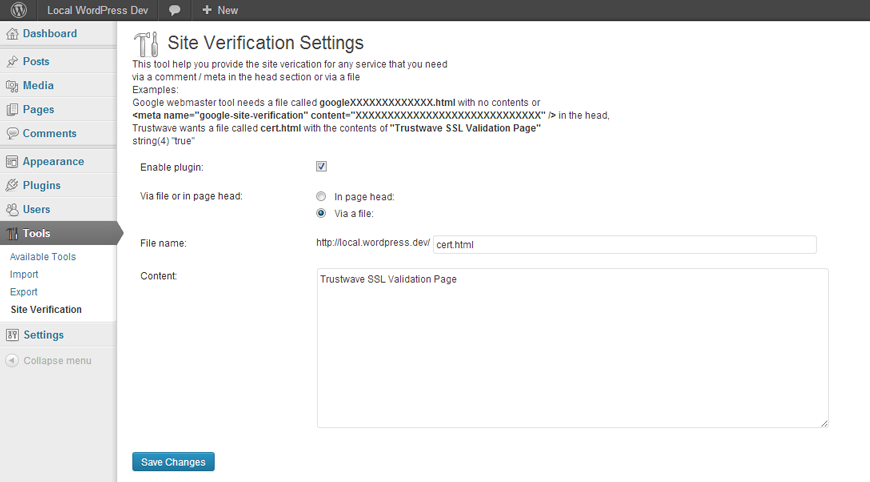 Local WordPress Dev
New
Dashboard
Posts
Media
Pages
Comments
Appearance
Plugins
Users
Tools
Available Tools
Import
Export
Site Verification
Settings
Collapse menu
Site Verification Settings
This tool help you provide the site verication for any service that you need
via a comment / meta in the head section or via a file
Examples:
Google webmaster tool needs a file called googleXXXXXXXXXXXXX.html with no contents or
<meta name="google-site-verification" content="XXXXXXXXXXXXXXXXXXXXXXXXXXXXX" /> in the head,
Trustwave wants a file called cert.html with the contents of "Trustwave SSL Validation Page"
string(4) "true"
Enable plugin:
Via file or in page head:
In page head:
Via a file:
File name:
http://local.wordpress.dev/ cert.html
Content:
Trustwave SSL Validation Page
Save Changes